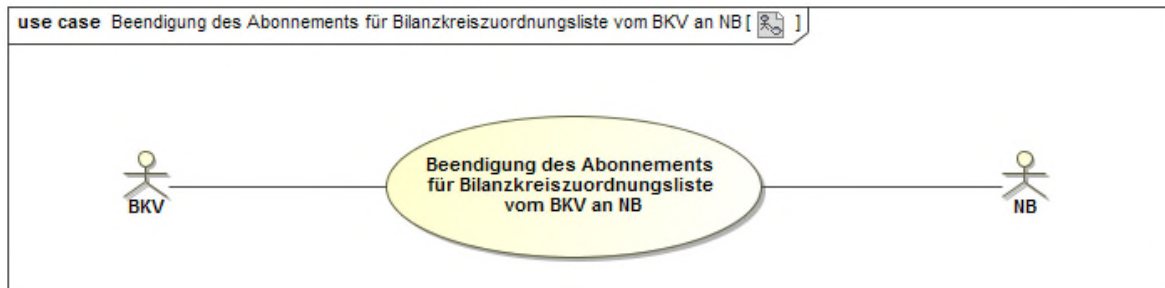 use case Beendigung des Abonnements für Bilanzkreiszuordnungsliste vom BKV an NB [ ]
Beendigung des Abonnements
für Bilanzkreiszuordnungsliste
vom BKV an NB
BKV
NB